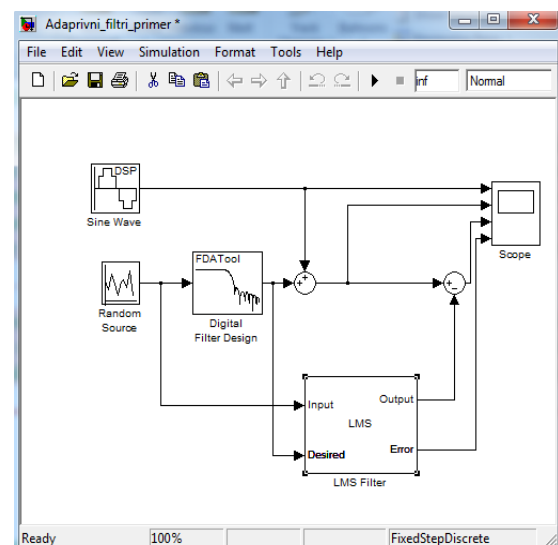 Adaprivni_filtri_primer *
File Edit View Simulation Format Tools Help
inf Normal
DSP
Sine Wave
Scope
FDATool
Random
Source
Digital
Filter Design
Input Output
LMS
Desired Error
LMS Filter
Ready 100% FixedStepDiscrete